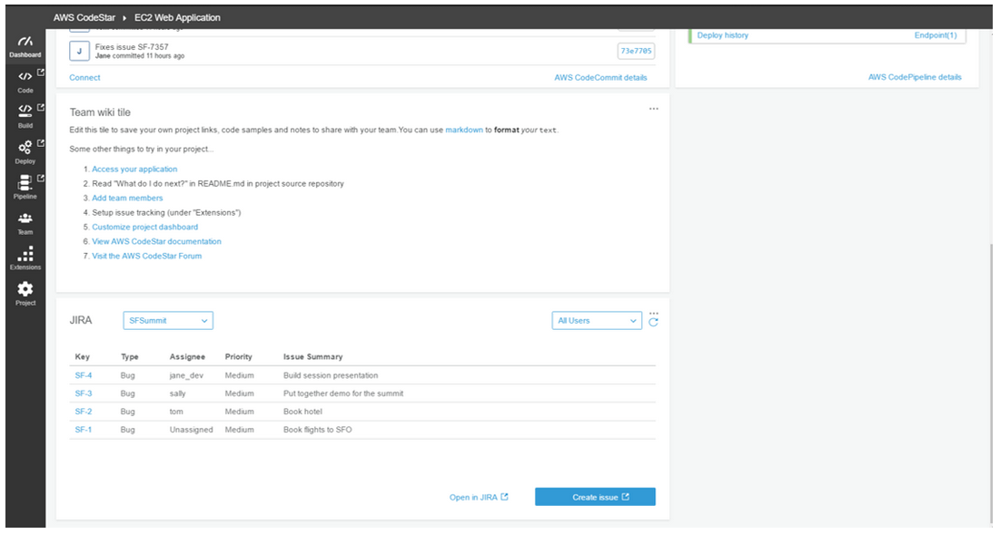 AWS CodeStar ▸ EC2 Web Application
Dashboard
Code
Build
Deploy
Pipeline
Team
Extensions
Project
J Fixes issue SF-7357 73e7705
Jane committed 11 hours ago
Connect AWS CodeCommit details
Deploy history Endpoint(1)
AWS CodePipeline details
Team wiki tile
Edit this tile to save your own project links, code samples and notes to share with your team.You can use markdown to format your text.
Some other things to try in your project...
1. Access your application
2. Read "What do I do next?" in README.md in project source repository
3. Add team members
4. Setup issue tracking (under "Extensions")
5. Customize project dashboard
6. View AWS CodeStar documentation
7. Visit the AWS CodeStar Forum
JIRA SFSummit All Users
Key Type Assignee Priority Issue Summary
SF-4 Bug jane_dev Medium Build session presentation
SF-3 Bug sally Medium Put together demo for the summit
SF-2 Bug tom Medium Book hotel
SF-1 Bug Unassigned Medium Book flights to SFO
Open in JIRA Create issue